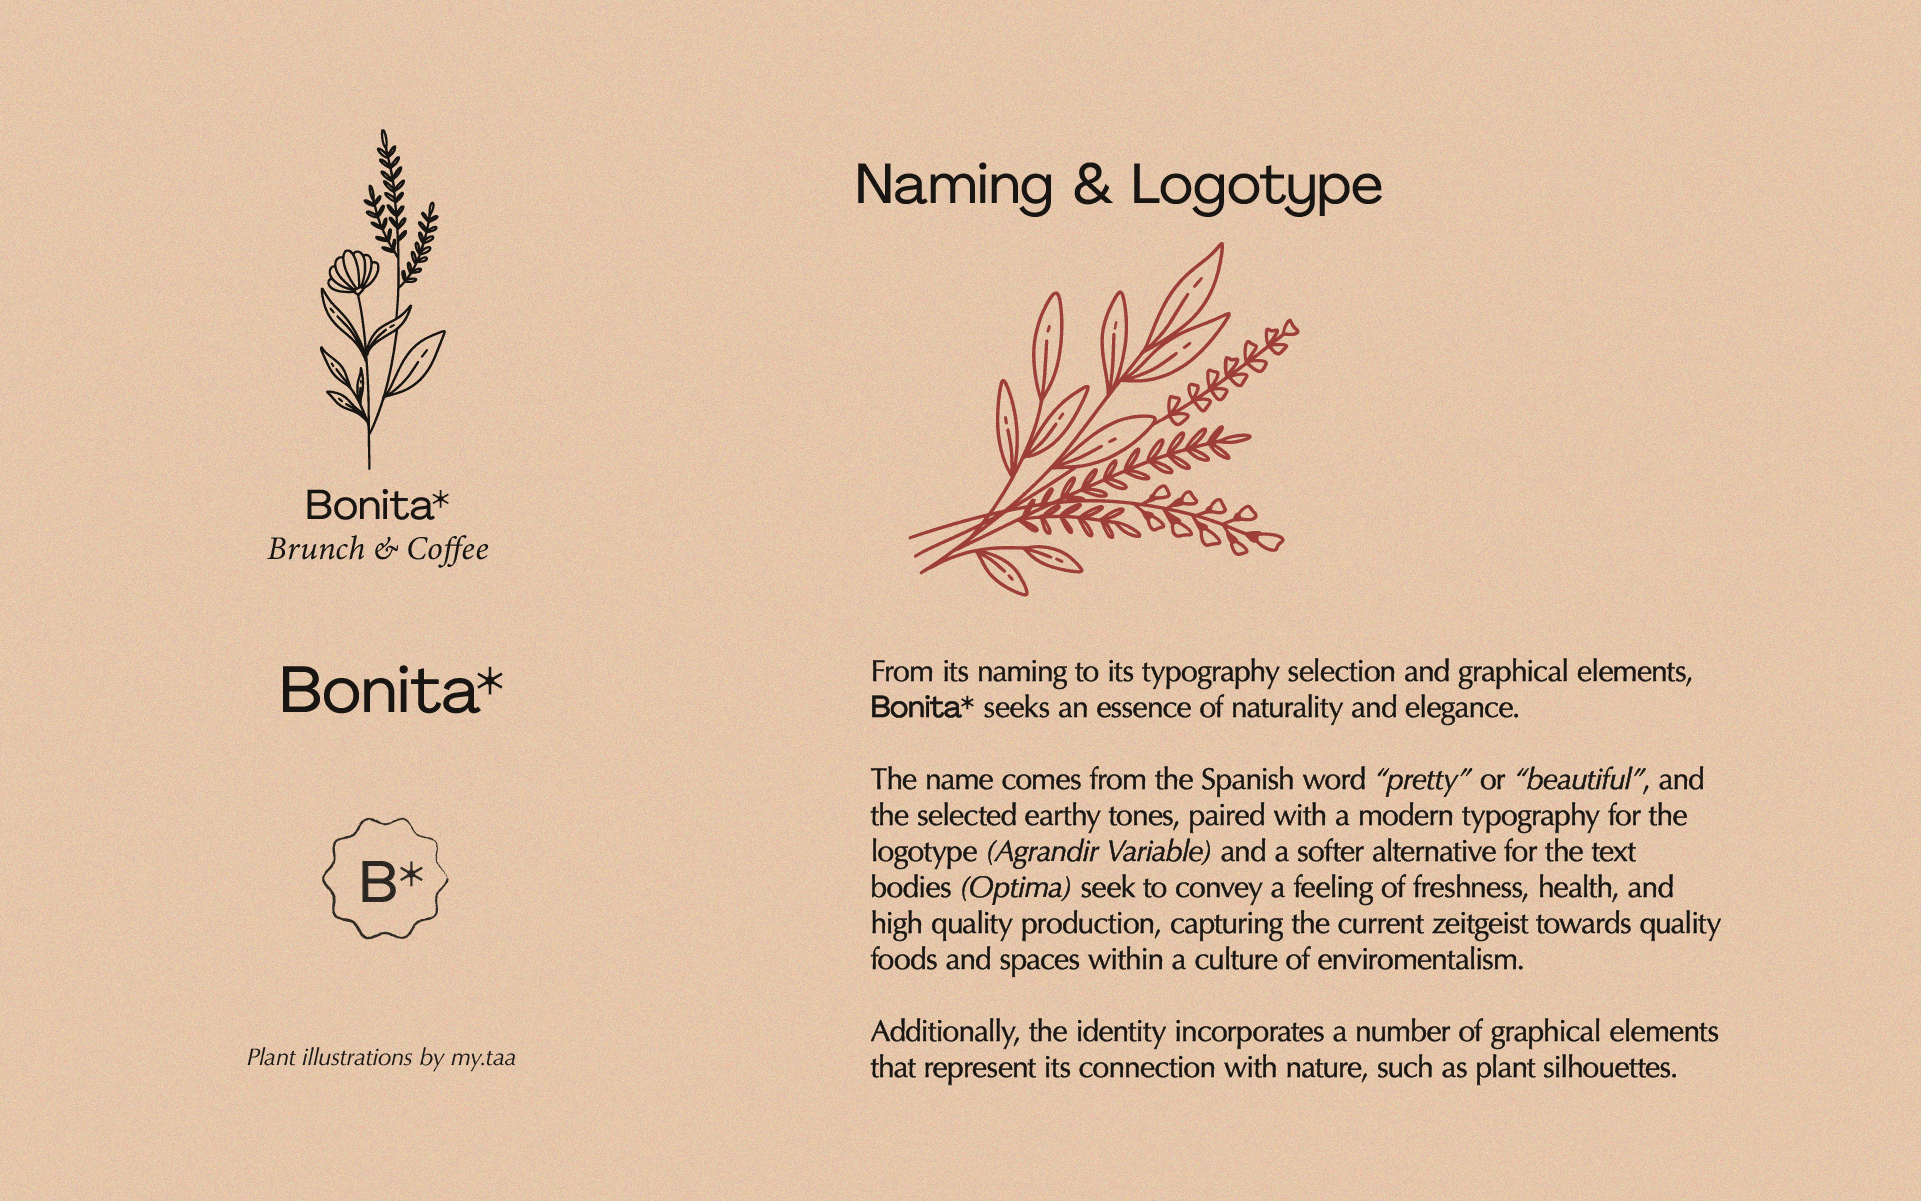 Bonita*
Brunch & Coffee
Bonita*
B*
Plant illustrations by my.taa
Naming & Logotype
From its naming to its typography selection and graphical elements,
Bonita* seeks an essence of naturality and elegance.
The name comes from the Spanish word “pretty” or “beautiful”, and
the selected earthy tones, paired with a modern typography for the
logotype (Agrandir Variable) and a softer alternative for the text
bodies (Optima) seek to convey a feeling of freshness, health, and
high quality production, capturing the current zeitgeist towards quality
foods and spaces within a culture of enviromentalism.
Additionally, the identity incorporates a number of graphical elements
that represent its connection with nature, such as plant silhouettes.